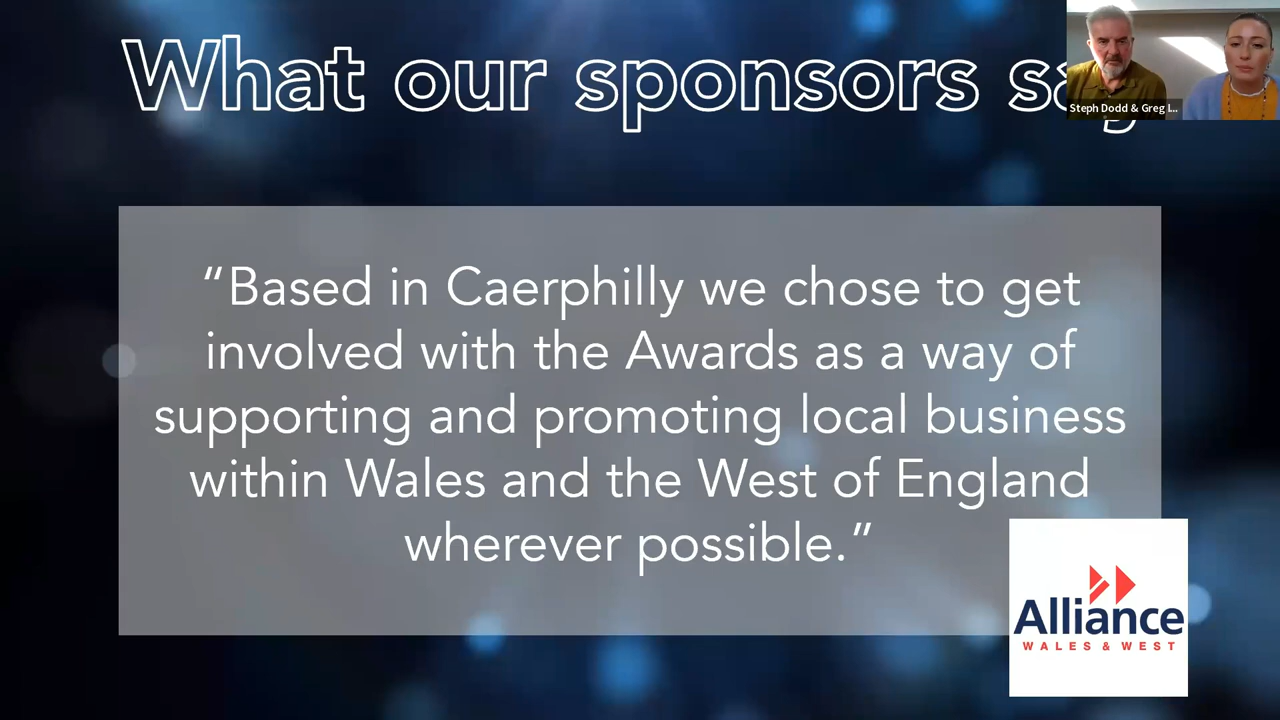 What our sponsors say
Steph Dodd & Greg L...
“Based in Caerphilly we chose to get
involved with the Awards as a way of
supporting and promoting local business
within Wales and the West of England
wherever possible.”
Alliance
WALES & WEST